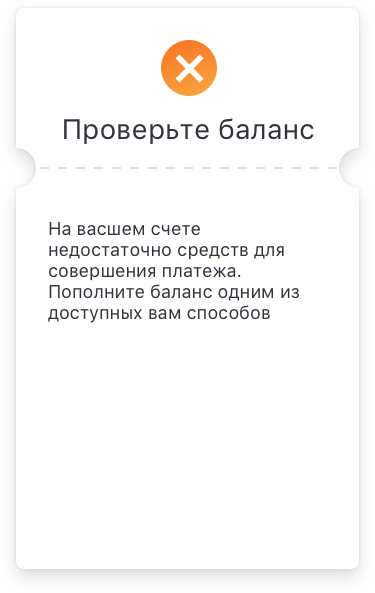 Проверьте баланс
На васшем счете
недостаточно средств для
совершения платежа.
Пополните баланс одним из
доступных вам способов